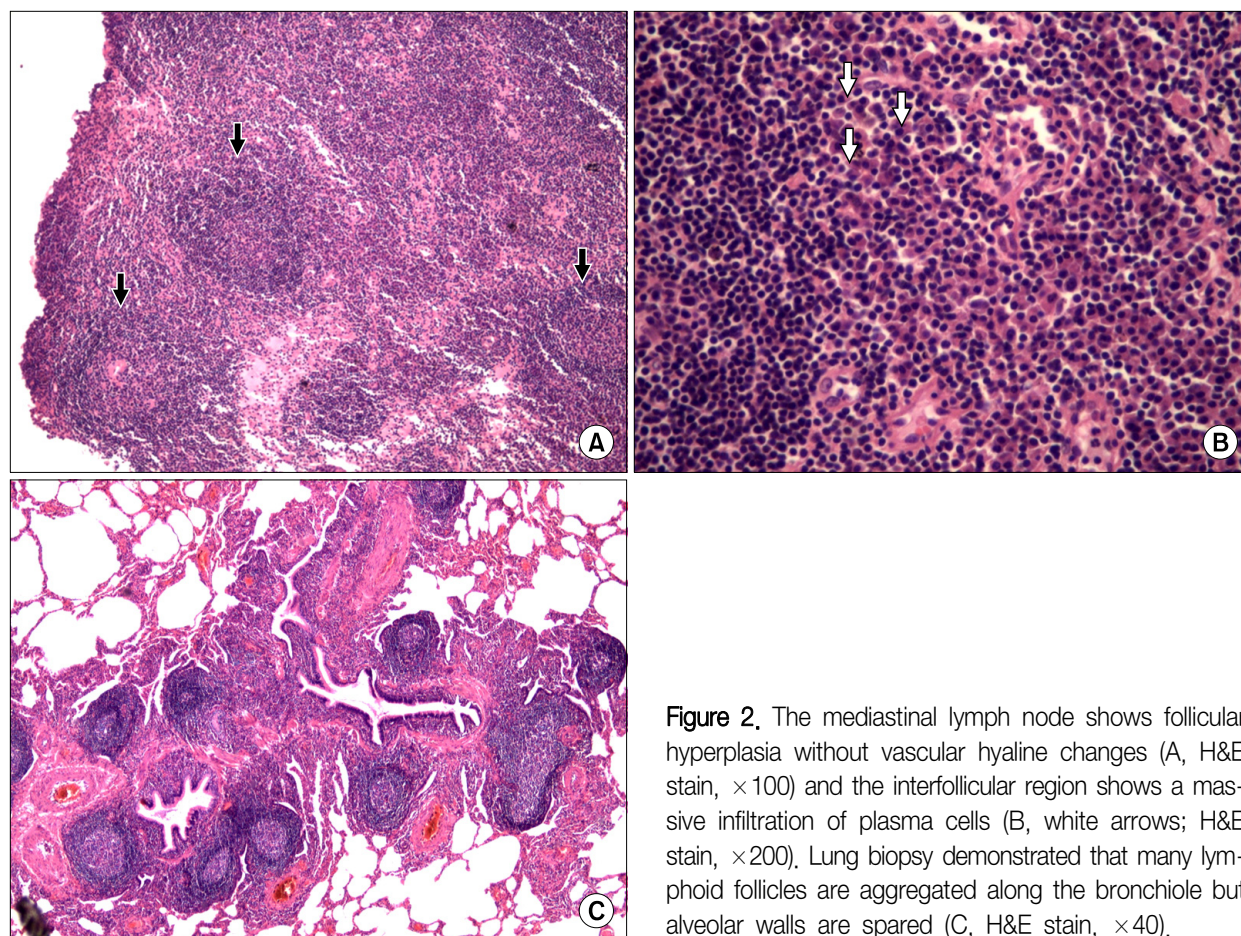 A
B
C
Figure 2. The mediastinal lymph node shows follicular
hyperplasia without vascular hyaline changes (A, H&E
stain, ×100) and the interfollicular region shows a mas-
sive infiltration of plasma cells (B, white arrows; H&E
stain, ×200). Lung biopsy demonstrated that many lym-
phoid follicles are aggregated along the bronchiole but
alveolar walls are spared (C, H&E stain, ×40).